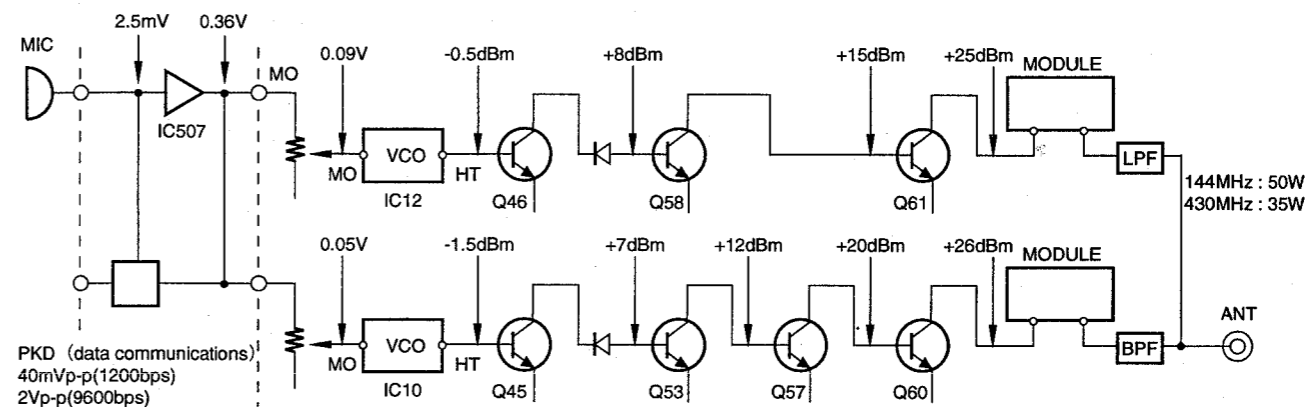 2.5mV 0.36V
MIC
MO
IC507
0.09V -0.5dBm +8dBm +15dBm +25dBm
MODULE
VCO
MO HT
IC12 Q46 Q58 Q61
LPF
144MHz : 50W
430MHz : 35W
0.05V -1.5dBm +7dBm +12dBm +20dBm +26dBm
MODULE
ANT
VCO
MO HT
IC10 Q45 Q53 Q57 Q60
BPF
PKD (data communications)
40mVp-p(1200bps)
2Vp-p(9600bps)